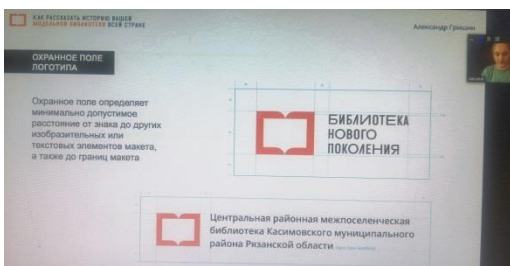 КАК РАССКАЗАТЬ ИСТОРИЮ ВАШЕЙ
МОДЕЛЬНОЙ БИБЛИОТЕКИ ВСЕЙ СТРАНЕ
Александр Гришин
ОХРАННОЕ ПОЛЕ
ЛОГОТИПА
Охранное поле определяет
минимально допустимое
расстояние от знака до других
изобразительных или
текстовых элементов макета,
а также до границ макета
БИБЛИОТЕКА
НОВОГО
ПОКОЛЕНИЯ
Центральная районная межпоселенческая
библиотека Касимовского муниципального
района Рязанской области